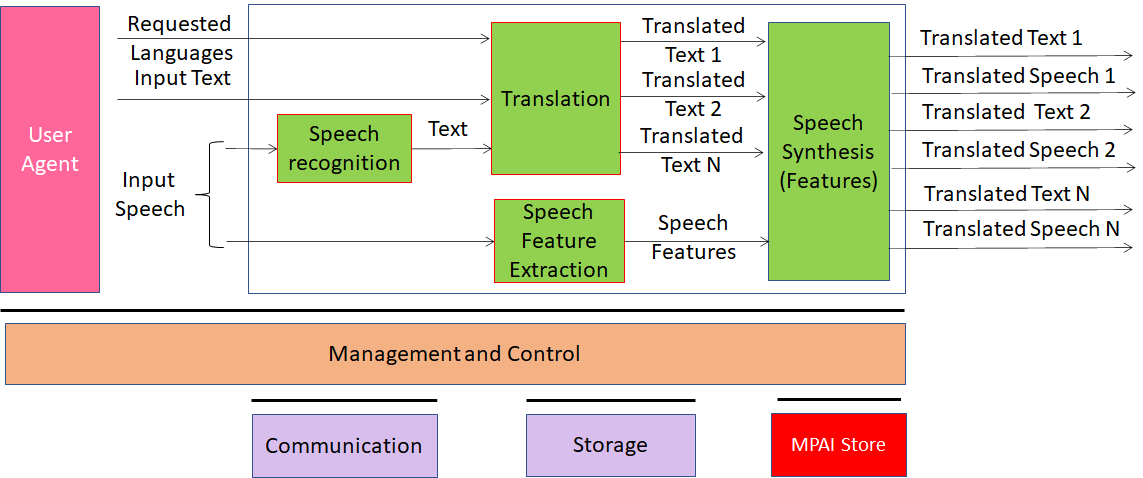 Requested
Languages
Input Text
User
Agent
Input
Speech
Speech
recognition
Text
Translation
Speech
Feature
Extraction
Translated
Text 1
Translated
Text 2
Translated
Text N
Speech
Features
Speech
Synthesis
(Features)
Translated Text 1
Translated Speech 1
Translated Text 2
Translated Speech 2
Translated Text N
Translated Speech N
Management and Control
Communication
Storage
MPAI Store